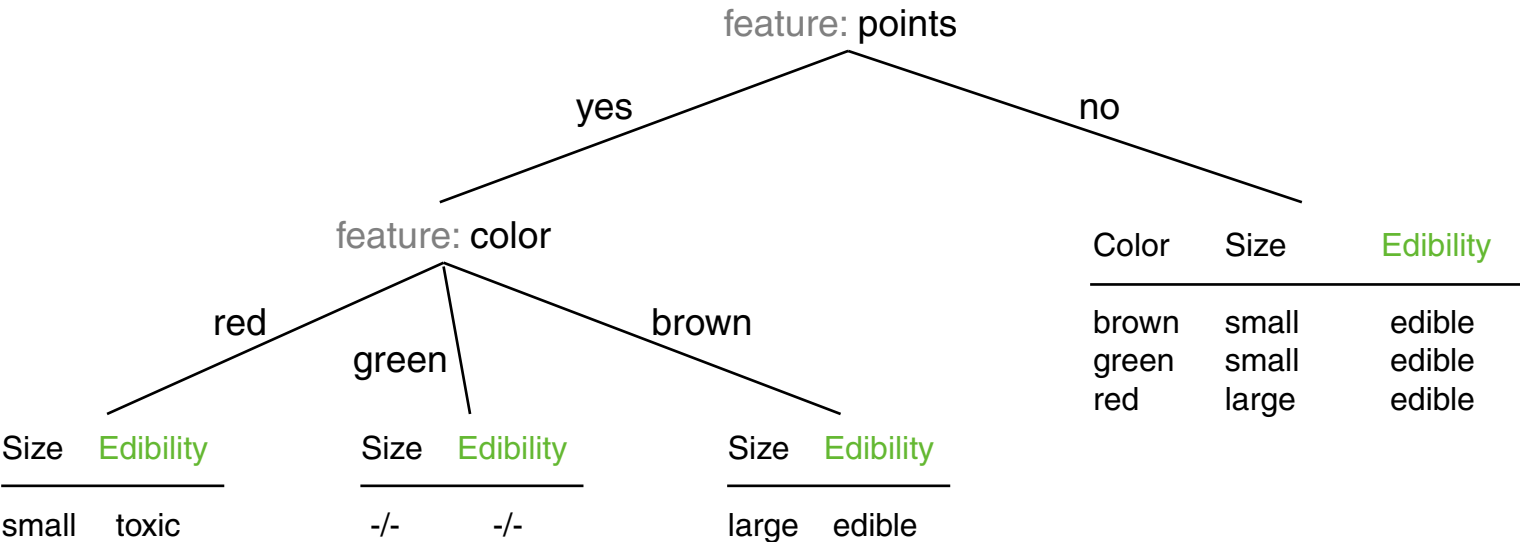 feature: points
yes
no
feature: color
red
green
brown
Color Size Edibility
brown small edible
green small edible
red large edible
Size Edibility
small toxic
Size Edibility
-/- -/-
Size Edibility
large edible